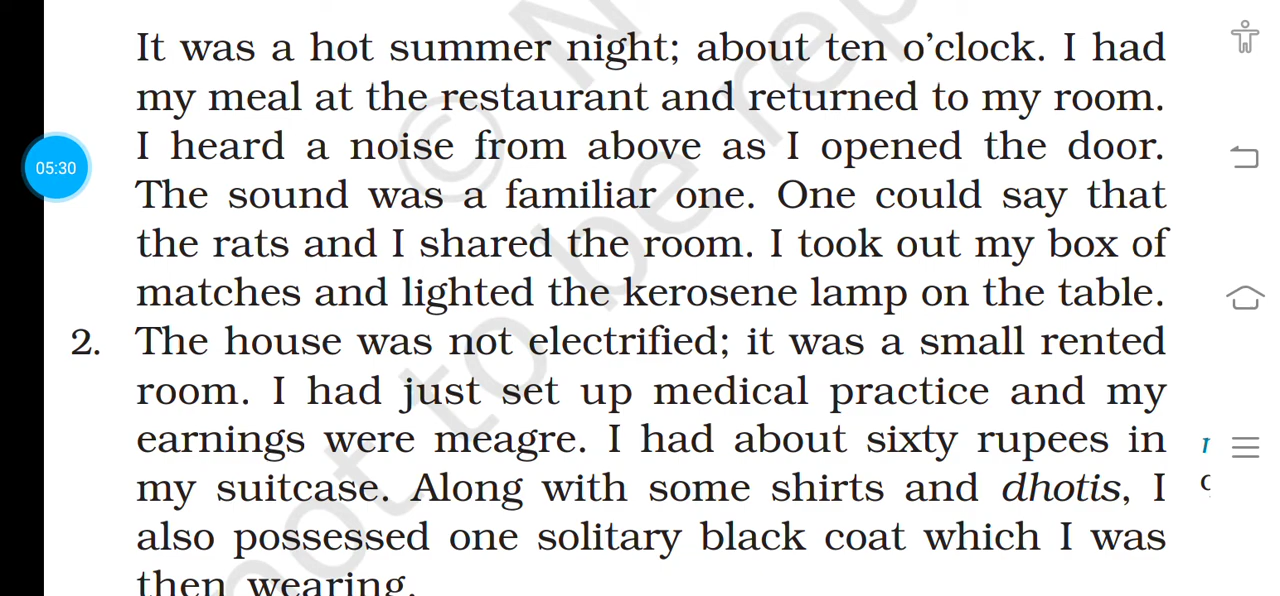 It was a hot summer night; about ten o’clock. I had
my meal at the restaurant and returned to my room.
I heard a noise from above as I opened the door.
05:30
The sound was a familiar one. One could say that
the rats and I shared the room. I took out my box of
matches and lighted the kerosene lamp on the table.
2. The house was not electrified; it was a small rented
room. I had just set up medical practice and my
earnings were meagre. I had about sixty rupees in
my suitcase. Along with some shirts and dhotis, I
also possessed one solitary black coat which I was
then wearing.
© N
not to be rep